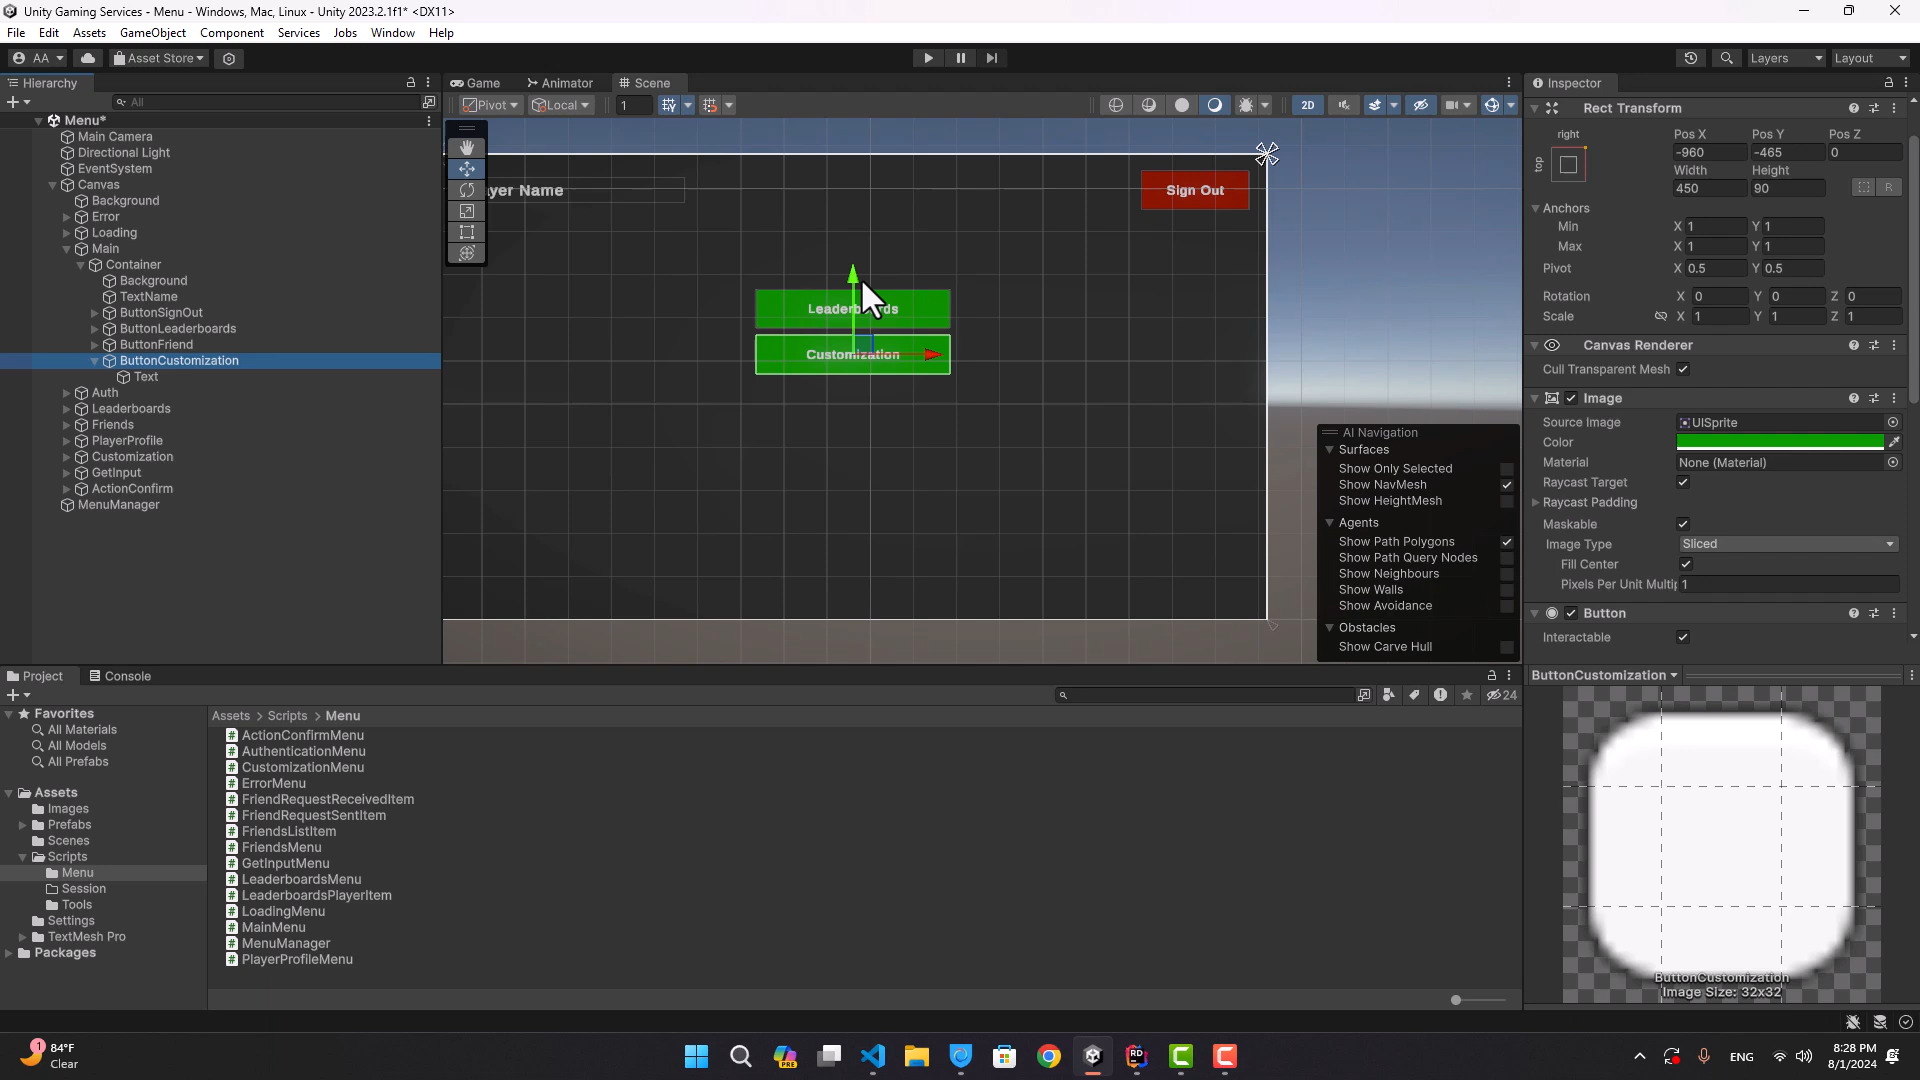 Unity Gaming Services - Menu - Windows, Mac, Linux - Unity 2023.2.1f1* <DX11>
File Edit Assets GameObject Component Services Jobs Window Help
AA Asset Store Layers Layout
Hierarchy
All
Menu*
Main Camera
Directional Light
EventSystem
Canvas
Background
Error
Loading
Main
Container
Background
TextName
ButtonSignOut
ButtonLeaderboards
ButtonFriend
ButtonCustomization
Text
Auth
Leaderboards
Friends
PlayerProfile
Customization
GetInput
ActionConfirm
MenuManager
Game Animator Scene
Pivot Local 1 2D
yer Name
Sign Out
Customization
AI Navigation
Surfaces
Show Only Selected
Show NavMesh
Show HeightMesh
Agents
Show Path Polygons
Show Path Query Nodes
Show Neighbours
Show Walls
Show Avoidance
Obstacles
Show Carve Hull
Inspector
Rect Transform
right
top
Pos X Pos Y Pos Z
-960 -465 0
Width Height
450 90
R
Anchors
Min X 1 Y 1
Max X 1 Y 1
Pivot X 0.5 Y 0.5
Rotation X 0 Y 0 Z 0
Scale X 1 Y 1 Z 1
Canvas Renderer
Cull Transparent Mesh
Image
Source Image UISprite
Color
Material None (Material)
Raycast Target
Raycast Padding
Maskable
Image Type Sliced
Fill Center
Pixels Per Unit Multip 1
Button
Interactable
ButtonCustomization
ButtonCustomization
Image Size: 32x32
Project Console
24
Favorites
All Materials
All Models
All Prefabs
Assets
Images
Prefabs
Scenes
Scripts
Menu
Session
Tools
Settings
TextMesh Pro
Packages
Assets > Scripts > Menu
ActionConfirmMenu
AuthenticationMenu
CustomizationMenu
ErrorMenu
FriendRequestReceivedItem
FriendRequestSentItem
FriendsListItem
FriendsMenu
GetInputMenu
LeaderboardsMenu
LeaderboardsPlayerItem
LoadingMenu
MainMenu
MenuManager
PlayerProfileMenu
1
84°F
Clear
PRE
RD
ENG
8:28 PM
8/1/2024